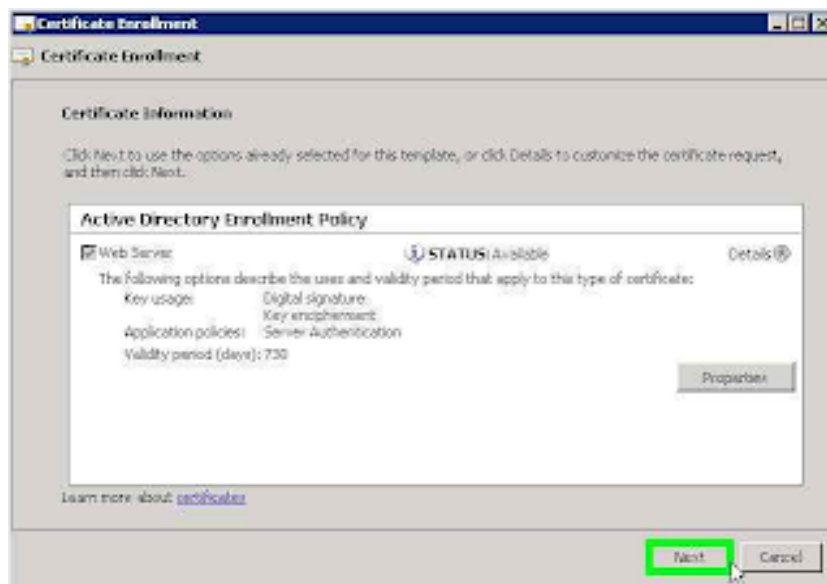 Certificate Enrollment
Certificate Enrollment
Certificate Information
Click Next to use the options already selected for this template, or click Details to customize the certificate request,
and then click Next.
Active Directory Enrollment Policy
Web Server STATUS: Available Details
The following options describe the uses and validity period that apply to this type of certificate:
Key usage: Digital signature
Key encipherment
Application policies: Server Authentication
Validity period (days): 730
Properties
Learn more about certificates
Next Cancel